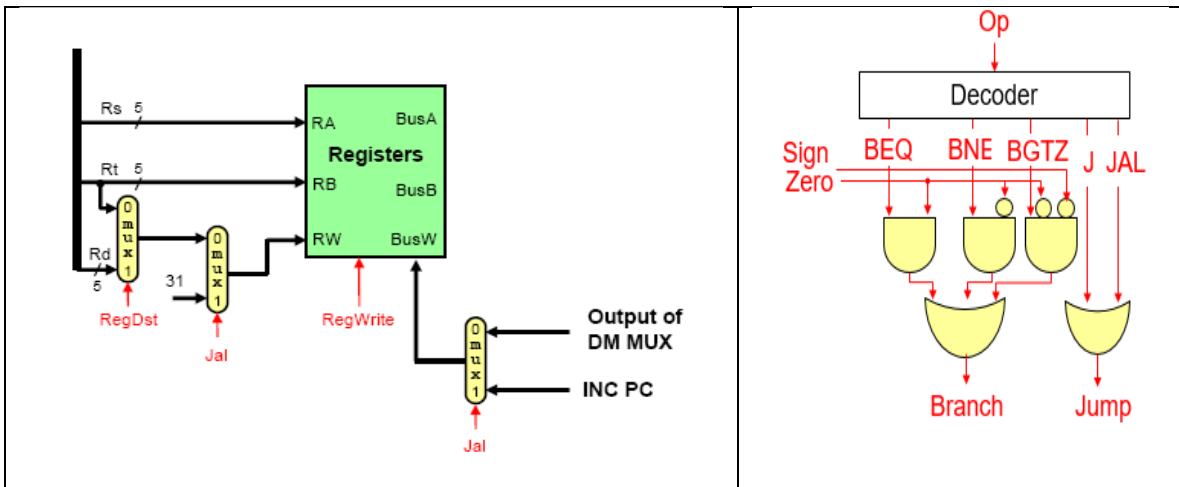 Rs 5
RA
BusA
Registers
Rt 5
RB
BusB
0
m
u
x
1
0
m
u
x
1
RW
BusW
Rd
5
31
RegDst
Jal
RegWrite
0
m
u
x
1
Output of
DM MUX
INC PC
Jal
Op
Decoder
BEQ
BNE
BGTZ
J
JAL
Sign
Zero
Branch
Jump